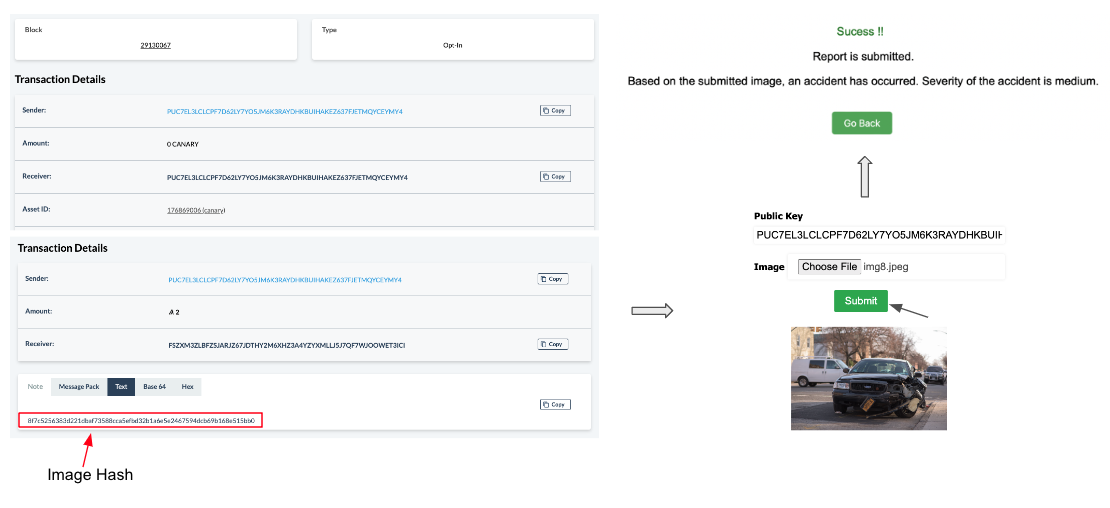 Block
29130067
Type
Opt-In
Transaction Details
Sender:
PUC7EL3LCLCPF7D62LY7YO5JM6K3RAYDHKBUIHAKEZ637FJETMQYCEYMY4
Copy
Amount:
0 CANARY
Receiver:
PUC7EL3LCLCPF7D62LY7YO5JM6K3RAYDHKBUIHAKEZ637FJETMQYCEYMY4
Copy
Asset ID:
176869006 (canary)
Transaction Details
Sender:
PUC7EL3LCLCPF7D62LY7YO5JM6K3RAYDHKBUIHAKEZ637FJETMQYCEYMY4
Copy
Amount:
2
Receiver:
FSZXM3ZLBFZSJARJZ67JDTHY2M6XHZ3A4YZYXMLLJ5J7QF7WJOOWET3ICI
Copy
Note
Message Pack
Text
Base 64
Hex
Copy
8f7c5256383d221dbaf73588cca5efbd32b1a6e5e2467594dcb69b168e515bb0
Image Hash
Sucess !!
Report is submitted.
Based on the submitted image, an accident has occurred. Severity of the accident is medium.
Go Back
Public Key
PUC7EL3LCLCPF7D62LY7YO5JM6K3RAYDHKBUIH
Image
Choose File img8.jpeg
Submit